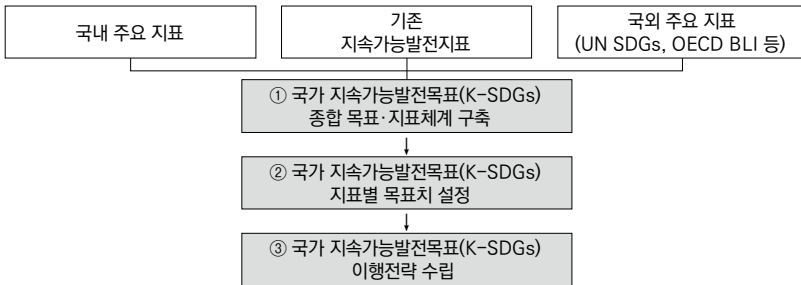 국내 주요 지표
기존
지속가능발전지표
국외 주요 지표
(UN SDGs, OECD BLI 등)
① 국가 지속가능발전목표(K-SDGs)
종합 목표·지표체계 구축
② 국가 지속가능발전목표(K-SDGs)
지표별 목표치 설정
③ 국가 지속가능발전목표(K-SDGs)
이행전략 수립